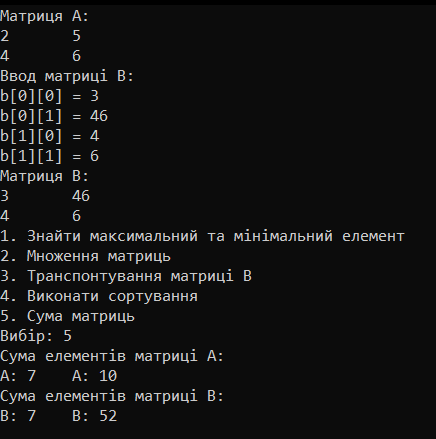 Матриця A:
2 5
4 6
Ввод матриці B:
b[0][0] = 3
b[0][1] = 46
b[1][0] = 4
b[1][1] = 6
Матриця B:
3 46
4 6
1. Знайти максимальний та мінімальний елемент
2. Множення матриць
3. Транспонтування матриці B
4. Виконати сортування
5. Сума матриць
Вибір: 5
Сума елементів матриці A:
A: 7 A: 10
Сума елементів матриці B:
B: 7 B: 52